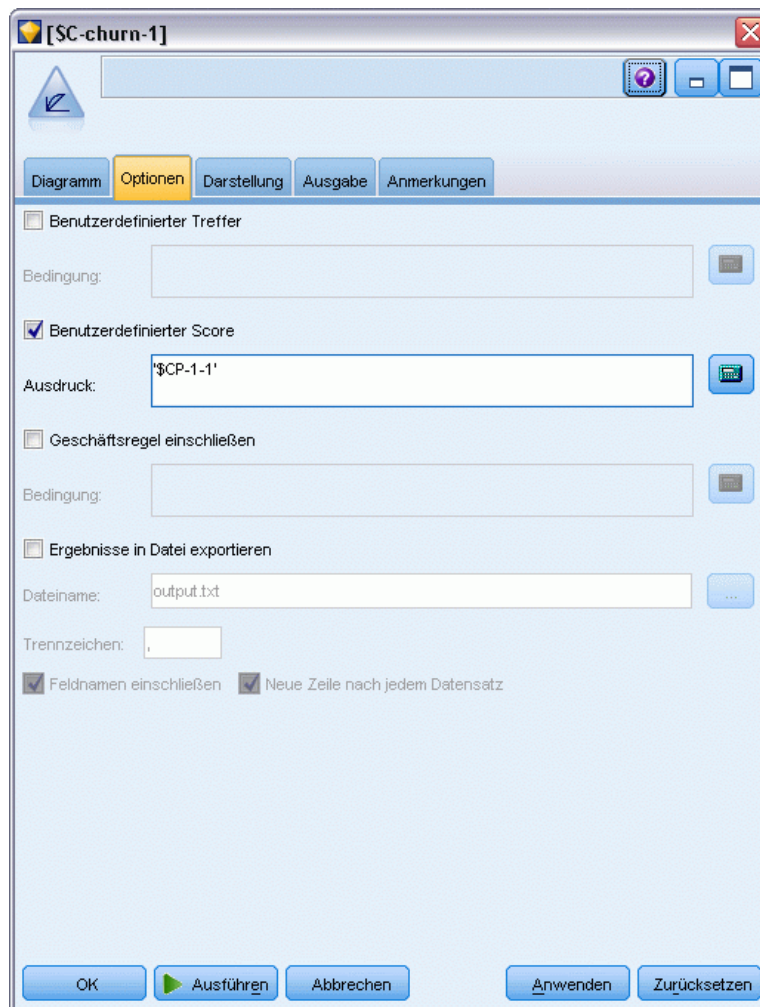 [$C-churn-1]
Diagramm Optionen Darstellung Ausgabe Anmerkungen
Benutzerdefinierter Treffer
Bedingung:
Benutzerdefinierter Score
Ausdruck: '$CP-1-1'
Geschäftsregel einschließen
Bedingung:
Ergebnisse in Datei exportieren
Dateiname: output.txt ...
Trennzeichen: ,
Feldnamen einschließen Neue Zeile nach jedem Datensatz
OK Ausführen Abbrechen Anwenden Zurücksetzen